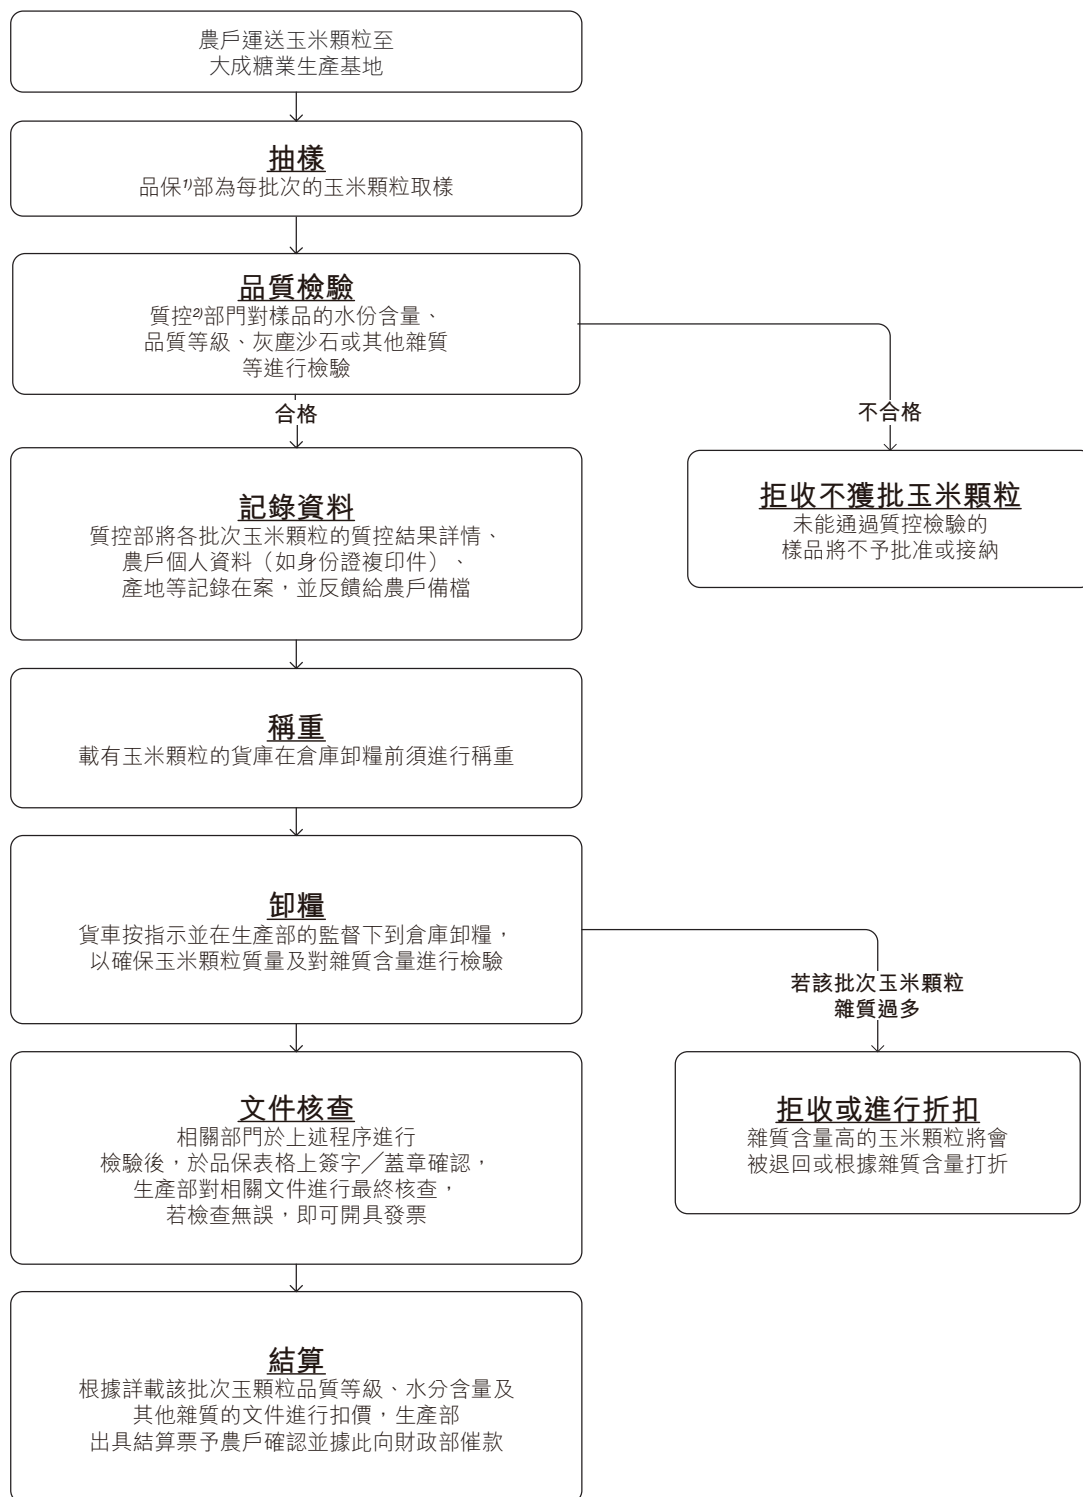 農戶運送玉米顆粒至
大成糖業生產基地
抽樣
品保1)部為每批次的玉米顆粒取樣
品質檢驗
質控2)部門對樣品的水份含量、
品質等級、灰塵沙石或其他雜質
等進行檢驗
合格
不合格
記錄資料
質控部將各批次玉米顆粒的質控結果詳情、
農戶個人資料（如身份證複印件）、
產地等記錄在案，並反饋給農戶備檔
拒收不獲批玉米顆粒
未能通過質控檢驗的
樣品將不予批准或接納
稱重
載有玉米顆粒的貨庫在倉庫卸糧前須進行稱重
卸糧
貨車按指示並在生產部的監督下到倉庫卸糧，
以確保玉米顆粒質量及對雜質含量進行檢驗
若該批次玉米顆粒
雜質過多
文件核查
相關部門於上述程序進行
檢驗後，於品保表格上簽字／蓋章確認，
生產部對相關文件進行最終核查，
若檢查無誤，即可開具發票
拒收或進行折扣
雜質含量高的玉米顆粒將會
被退回或根據雜質含量打折
結算
根據詳載該批次玉顆粒品質等級、水分含量及
其他雜質的文件進行扣價，生產部
出具結算票予農戶確認並據此向財政部催款